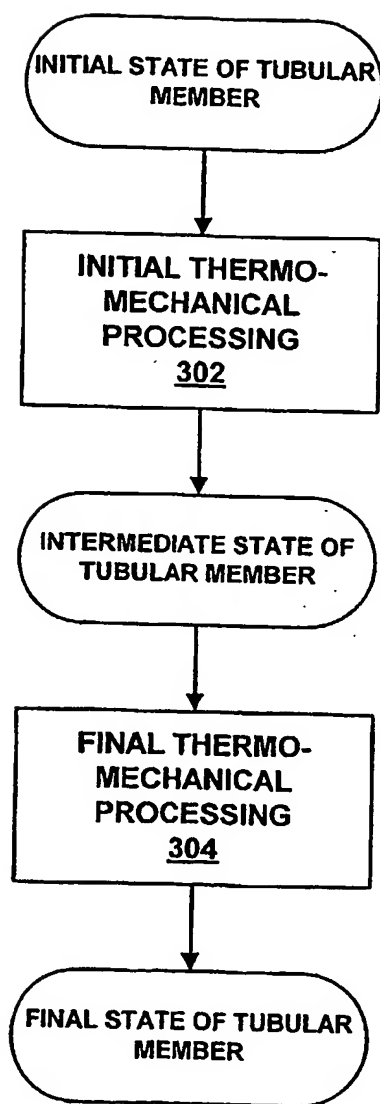 INITIAL STATE OF TUBULAR
MEMBER
INITIAL THERMO-
MECHANICAL
PROCESSING
302
INTERMEDIATE STATE OF
TUBULAR MEMBER
FINAL THERMO-
MECHANICAL
PROCESSING
304
FINAL STATE OF TUBULAR
MEMBER